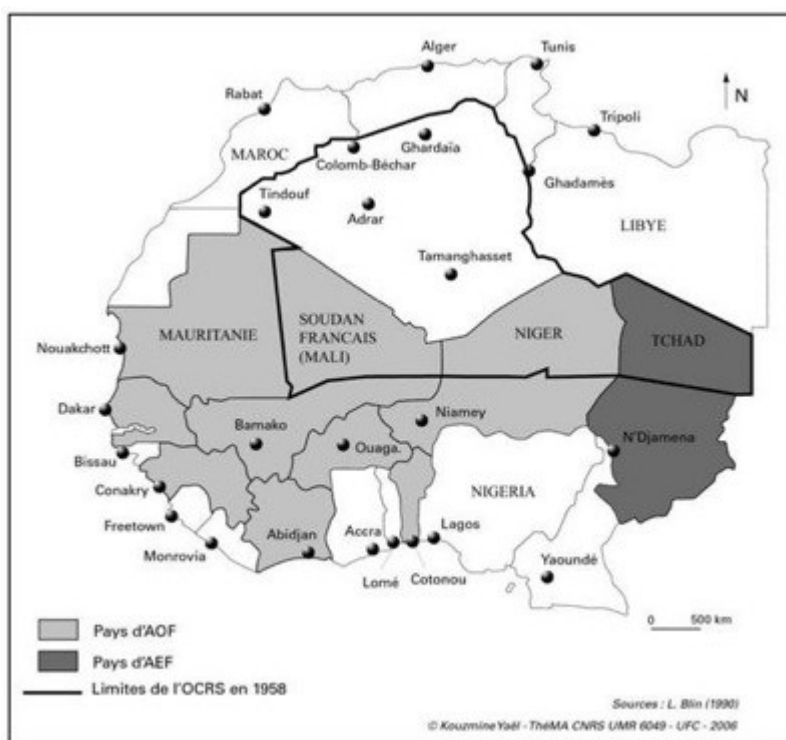 Alger
Tunis
N
Rabat
Tripoli
Ghardaïa
MAROC
Colomb-Béchar
Ghadamès
Tindouf
Adrar
LIBYE
Tamanghasset
MAURITANIE
SOUDAN
FRANCAIS
(MALI)
NIGER
TCHAD
Nouakchott
Dakar
Bamako
Niamey
Ouaga.
N'Djamena
Bissau
Conakry
NIGERIA
Freetown
Abidjan
Accra
Lagos
Monrovia
Lomé
Cotonou
Yaoundé
Pays d'AOF
0 500 km
Pays d'AEF
Limites de l'OCRS en 1958
Sources : L. Blin (1990)
© Kouzmine Yaël - ThéMA CNRS UMR 6049 - UFC - 2006